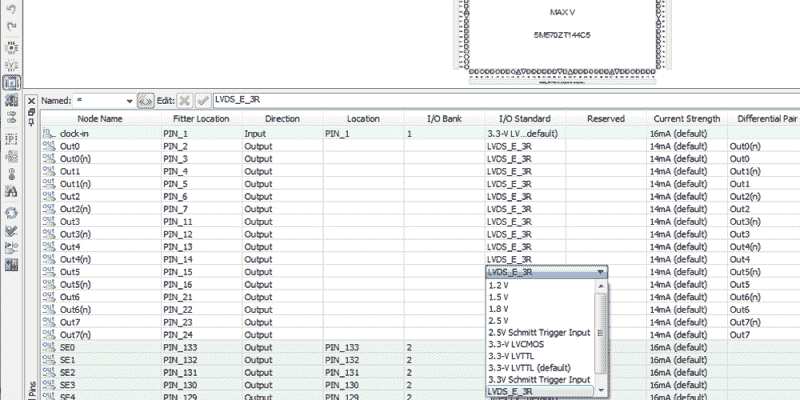 MAX V
5M570ZT144C5
Named: * Edit: LVDS_E_3R
Node Name Fitter Location Direction Location I/O Bank I/O Standard Reserved Current Strength Differential Pair
clock-in PIN_1 Input PIN_1 1 3.3-V LV...default) 16mA (default)
Out0 PIN_2 Output LVDS_E_3R 14mA (default) Out0(n)
Out0(n) PIN_3 Output LVDS_E_3R 14mA (default) Out0
Out1 PIN_4 Output LVDS_E_3R 14mA (default) Out1(n)
Out1(n) PIN_5 Output LVDS_E_3R 14mA (default) Out1
Out2 PIN_6 Output LVDS_E_3R 14mA (default) Out2(n)
Out2(n) PIN_7 Output LVDS_E_3R 14mA (default) Out2
Out3 PIN_11 Output LVDS_E_3R 14mA (default) Out3(n)
Out3(n) PIN_12 Output LVDS_E_3R 14mA (default) Out3
Out4 PIN_13 Output LVDS_E_3R 14mA (default) Out4(n)
Out4(n) PIN_14 Output LVDS_E_3R 14mA (default) Out4
Out5 PIN_15 Output LVDS_E_3R 14mA (default) Out5(n)
Out5(n) PIN_16 Output 1.2 V 14mA (default) Out5
Out6 PIN_21 Output 1.5 V 14mA (default) Out6(n)
Out6(n) PIN_22 Output 1.8 V 14mA (default) Out6
Out7 PIN_23 Output 2.5 V 14mA (default) Out7(n)
Out7(n) PIN_24 Output 2.5V Schmitt Trigger Input 14mA (default) Out7
SE0 PIN_133 Output PIN_133 2 3.3-V LVCMOS 16mA (default)
SE1 PIN_132 Output PIN_132 2 3.3-V LVTTL 16mA (default)
SE2 PIN_131 Output PIN_131 2 3.3-V LVTTL (default) 16mA (default)
SE3 PIN_130 Output PIN_130 2 3.3V Schmitt Trigger Input 16mA (default)
SE4 PIN_129 Output PIN_129 2 LVDS_E_3R 16mA (default)
Pins